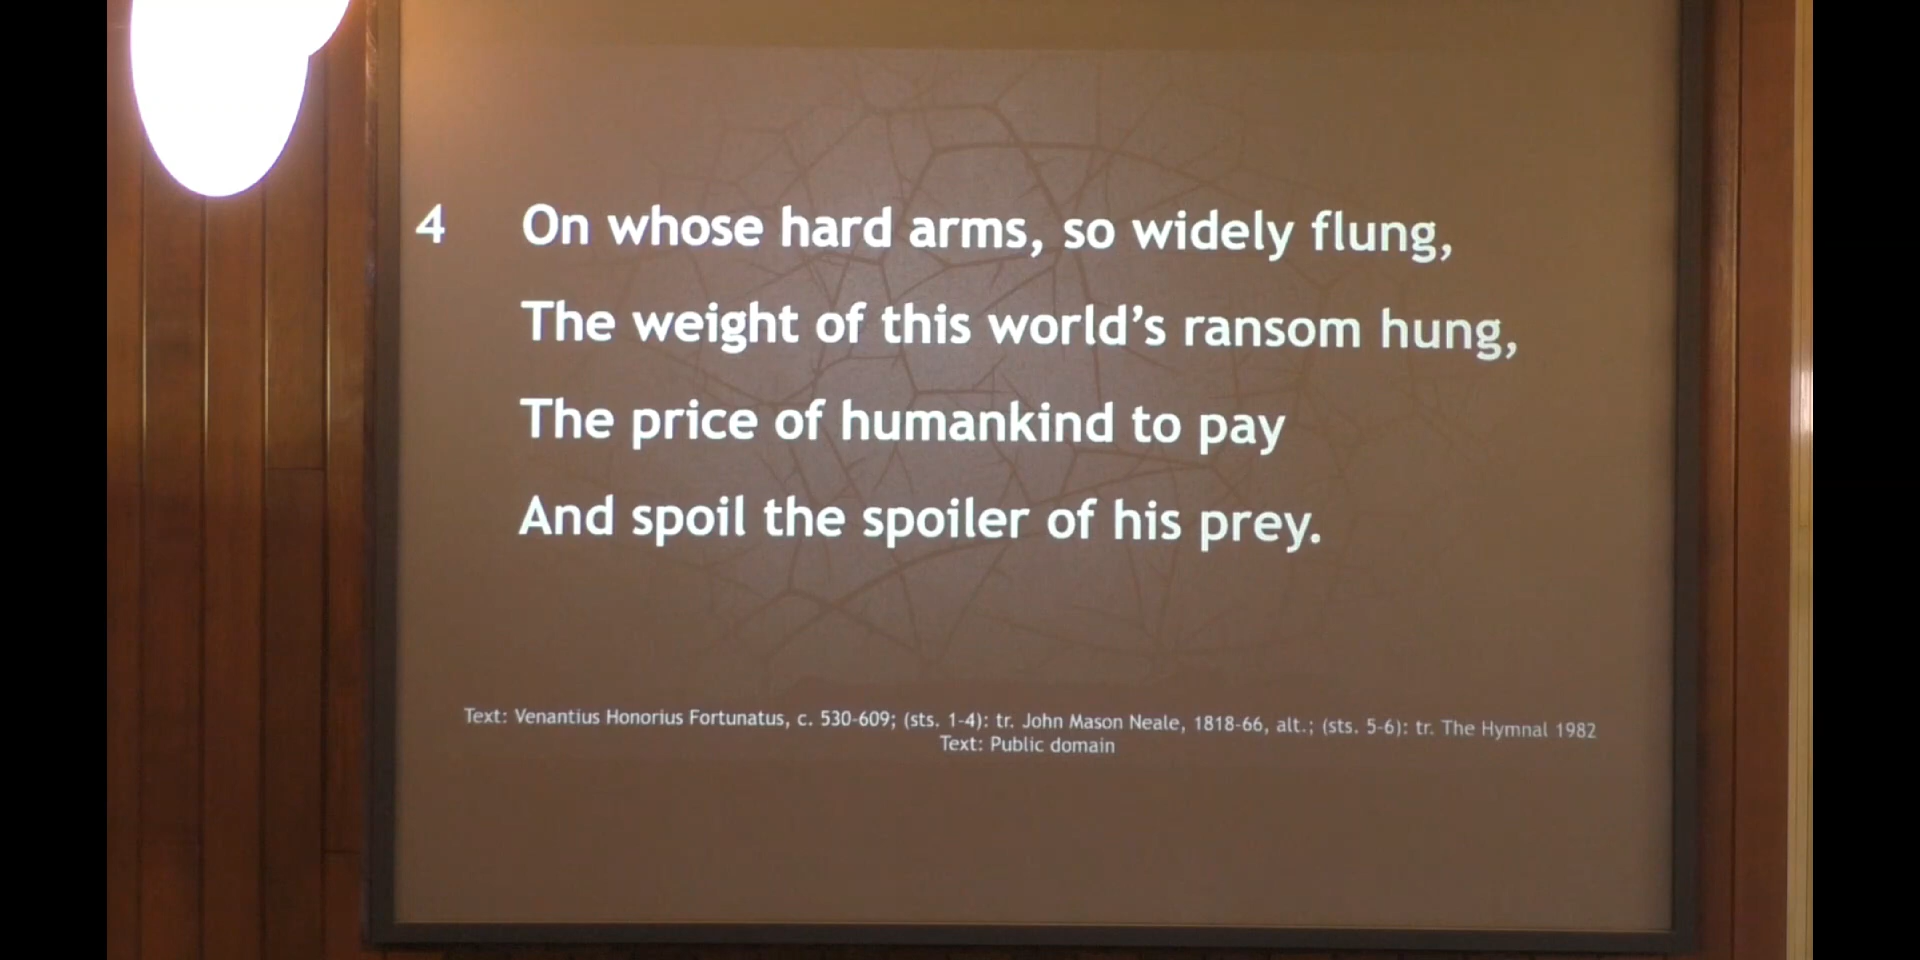 4 On whose hard arms, so widely flung,
The weight of this world's ransom hung,
The price of humankind to pay
And spoil the spoiler of his prey.
Text: Venantius Honorius Fortunatus, c. 530-609; (sts. 1-4): tr. John Mason Neale, 1818-66, alt.; (sts. 5-6): tr. The Hymnal 1982
Text: Public domain